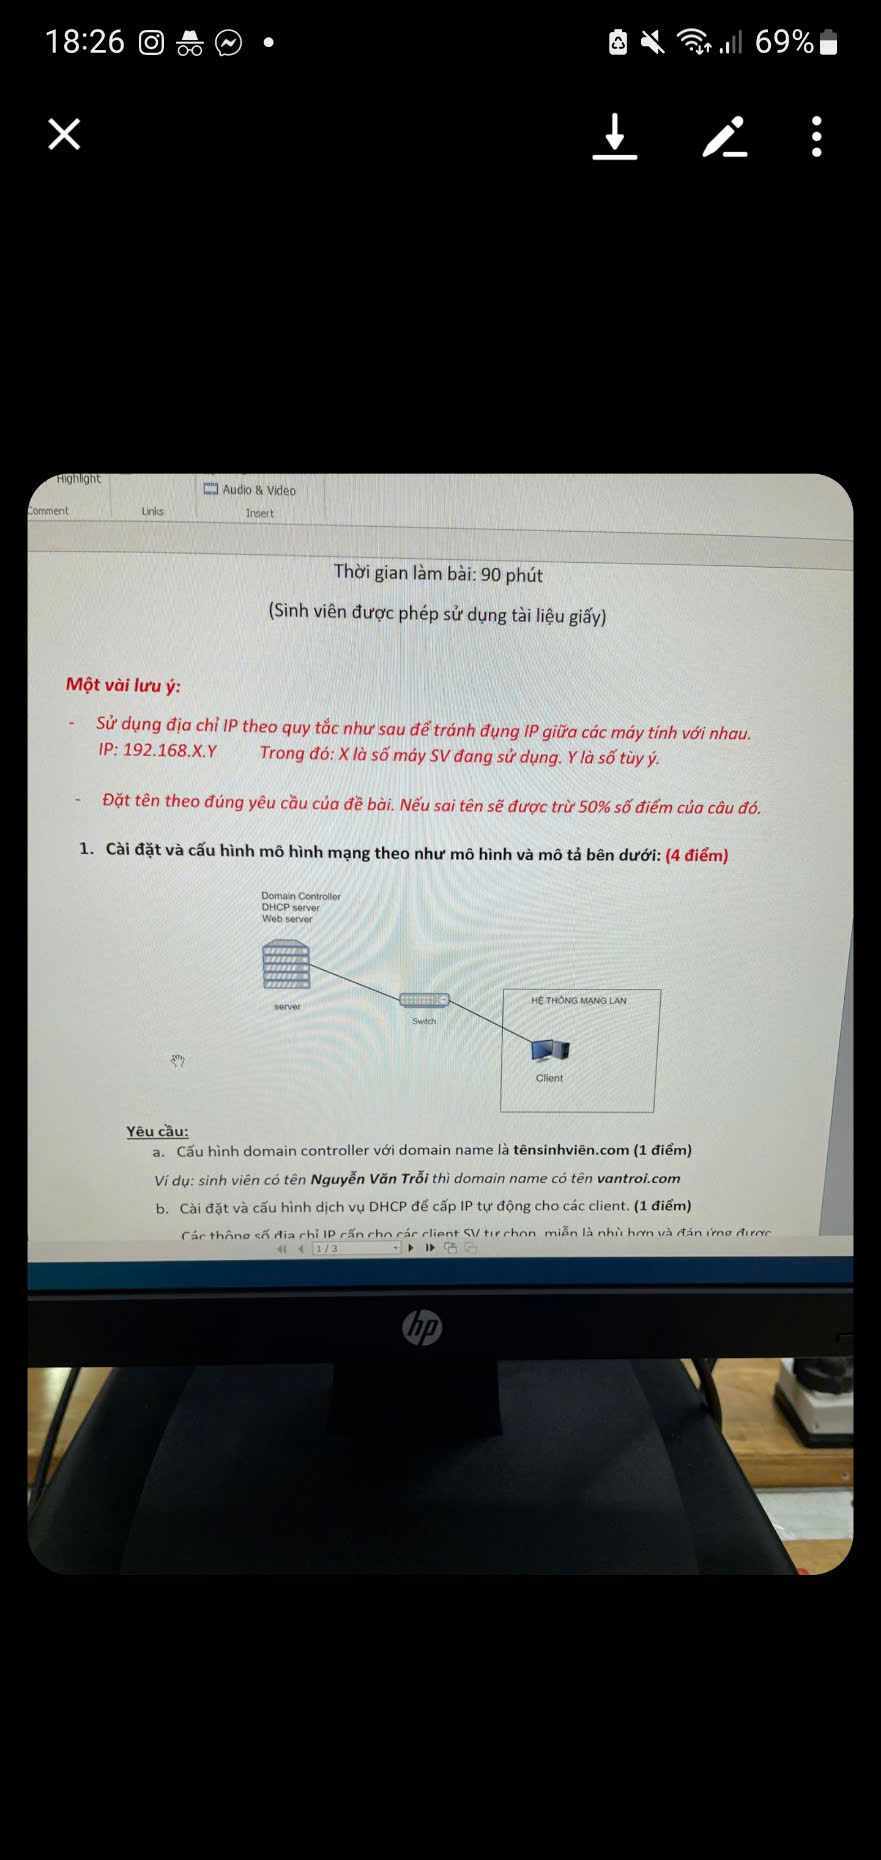 18:26
69%
Highlight
Comment
Links
Audio & Video
Insert
Thời gian làm bài: 90 phút
(Sinh viên được phép sử dụng tài liệu giấy)
Một vài lưu ý:
- Sử dụng địa chỉ IP theo quy tắc như sau để tránh đụng IP giữa các máy tính với nhau.
IP: 192.168.X.Y Trong đó: X là số máy SV đang sử dụng. Y là số tùy ý.
- Đặt tên theo đúng yêu cầu của đề bài. Nếu sai tên sẽ được trừ 50% số điểm của câu đó.
1. Cài đặt và cấu hình mô hình mạng theo như mô hình và mô tả bên dưới: (4 điểm)
Domain Controller
DHCP server
Web server
server
Switch
HỆ THỐNG MẠNG LAN
Client
Yêu cầu:
a. Cấu hình domain controller với domain name là tênsinhviên.com (1 điểm)
Ví dụ: sinh viên có tên Nguyễn Văn Trỗi thì domain name có tên vantroi.com
b. Cài đặt và cấu hình dịch vụ DHCP để cấp IP tự động cho các client. (1 điểm)
Các thông số địa chỉ IP cấp cho các client SV tự chọn, miễn là phù hợp và đáp ứng được
1 / 3
hp